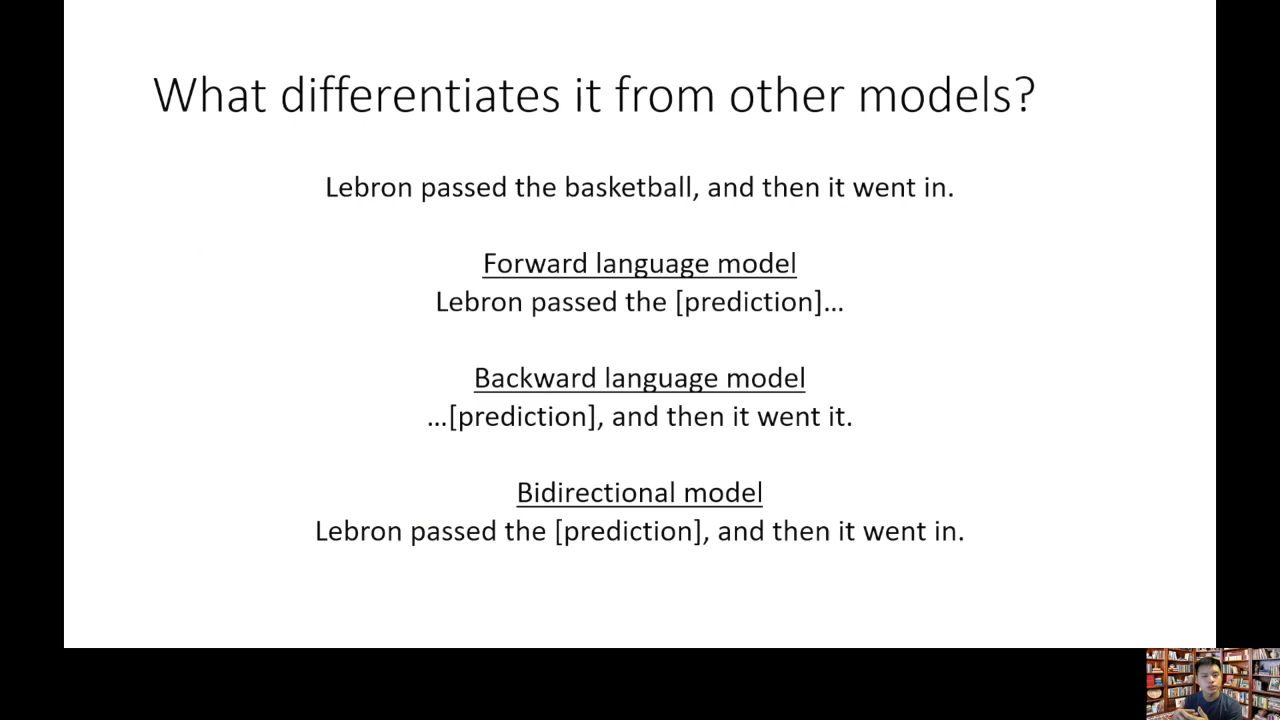 What differentiates it from other models?
Lebron passed the basketball, and then it went in.
Forward language model
Lebron passed the [prediction]...
Backward language model
...[prediction], and then it went it.
Bidirectional model
Lebron passed the [prediction], and then it went in.